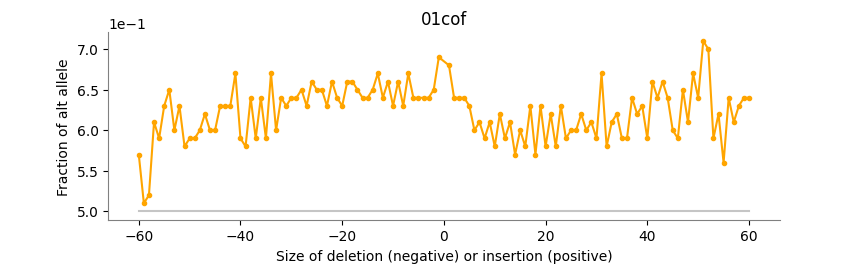 01cof
1e−1
7.0
6.5
6.0
5.5
5.0
Fraction of alt allele
−60 −40 −20 0 20 40 60
Size of deletion (negative) or insertion (positive)